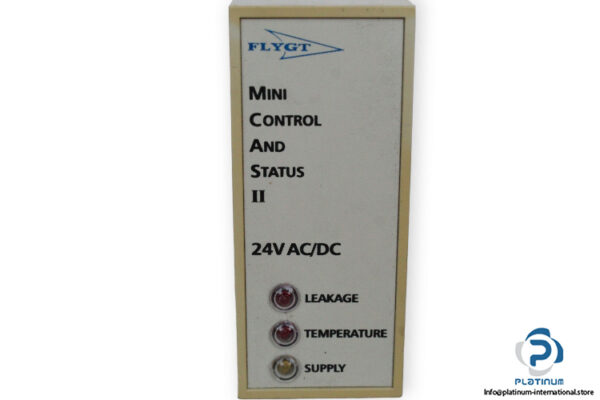 FLYGT
MINI
CONTROL
AND
STATUS
II
24V AC/DC
LEAKAGE
TEMPERATURE
SUPPLY
PLATINUM
Info@platinum-international.store